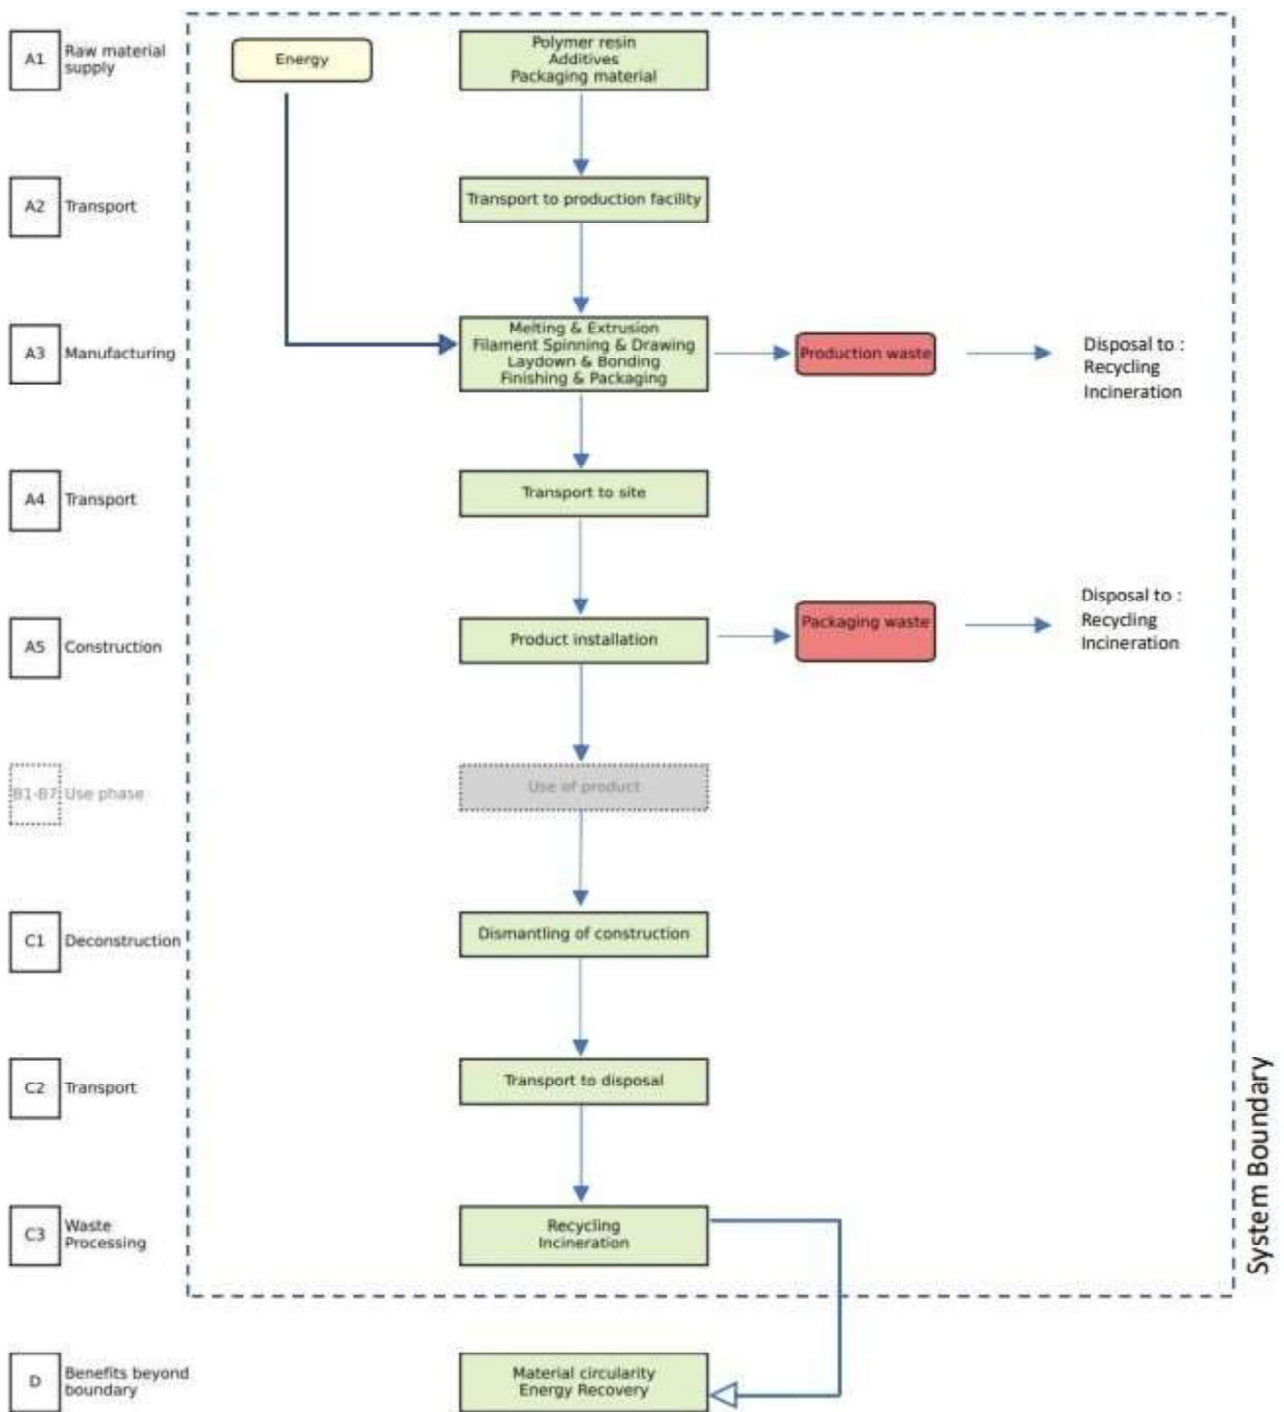 A1
Raw material
supply
Energy
Polymer resin
Additives
Packaging material
A2
Transport
Transport to production facility
A3
Manufacturing
Melting & Extrusion
Filament Spinning & Drawing
Laydown & Bonding
Finishing & Packaging
Production waste
Disposal to :
Recycling
Incineration
A4
Transport
Transport to site
A5
Construction
Product installation
Packaging waste
Disposal to :
Recycling
Incineration
B1-B7
Use phase
Use of product
C1
Deconstruction
Dismantling of construction
C2
Transport
Transport to disposal
C3
Waste
Processing
Recycling
Incineration
System Boundary
D
Benefits beyond
boundary
Material circularity
Energy Recovery